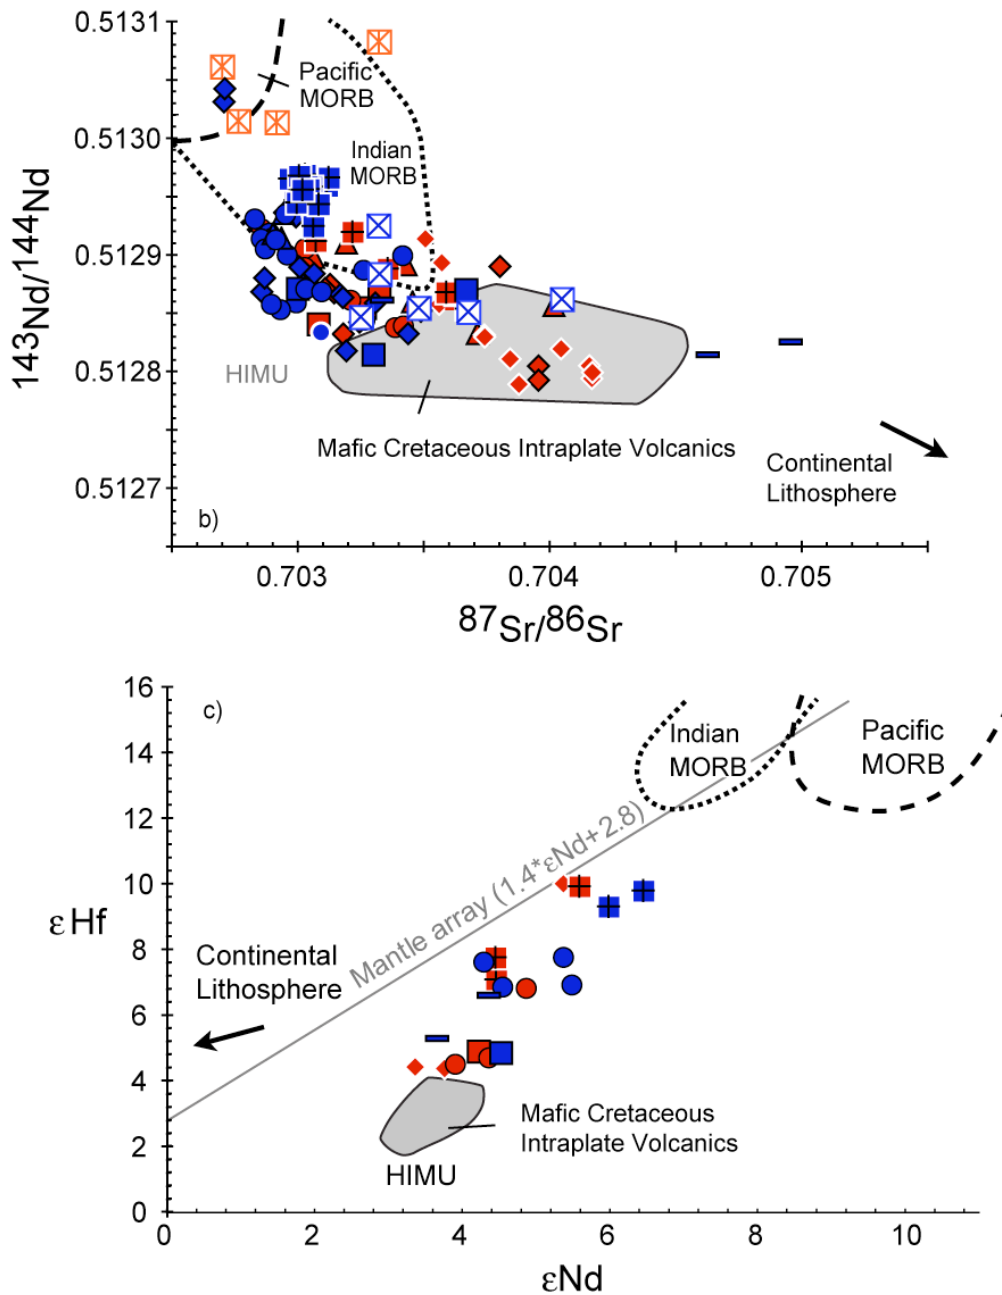 0.5131
Pacific
MORB
0.5130
Indian
MORB
143Nd/144Nd
0.5129
0.5128
HIMU
Mafic Cretaceous Intraplate Volcanics
Continental
Lithosphere
0.5127
b)
0.703
0.704
0.705
87Sr/86Sr
16
c)
Indian
MORB
Pacific
MORB
14
12
Mantle array (1.4*εNd+2.8)
10
εHf
8
Continental
Lithosphere
6
4
Mafic Cretaceous
Intraplate Volcanics
2
HIMU
0
0
2
4
6
8
10
εNd